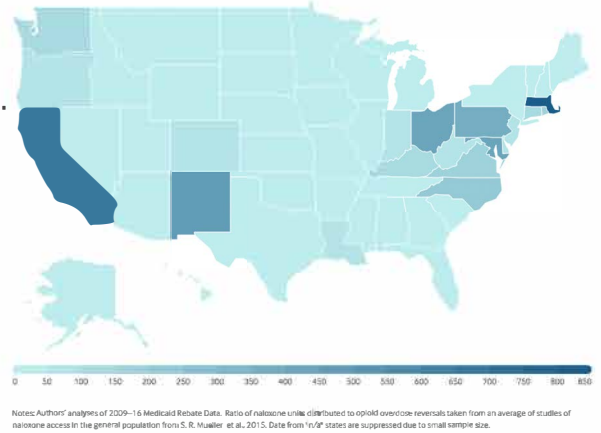 0 50 100 150 200 250 300 350 400 450 500 550 600 650 700 750 800 850
Notes: Authors' analyses of 2009–16 Medicaid Rebate Data. Ratio of naloxone units distributed to opioid overdose reversals taken from an average of studies of
naloxone access in the general population from S. R. Mueller et al. 2015. Date from "n/a" states are suppressed due to small sample size.